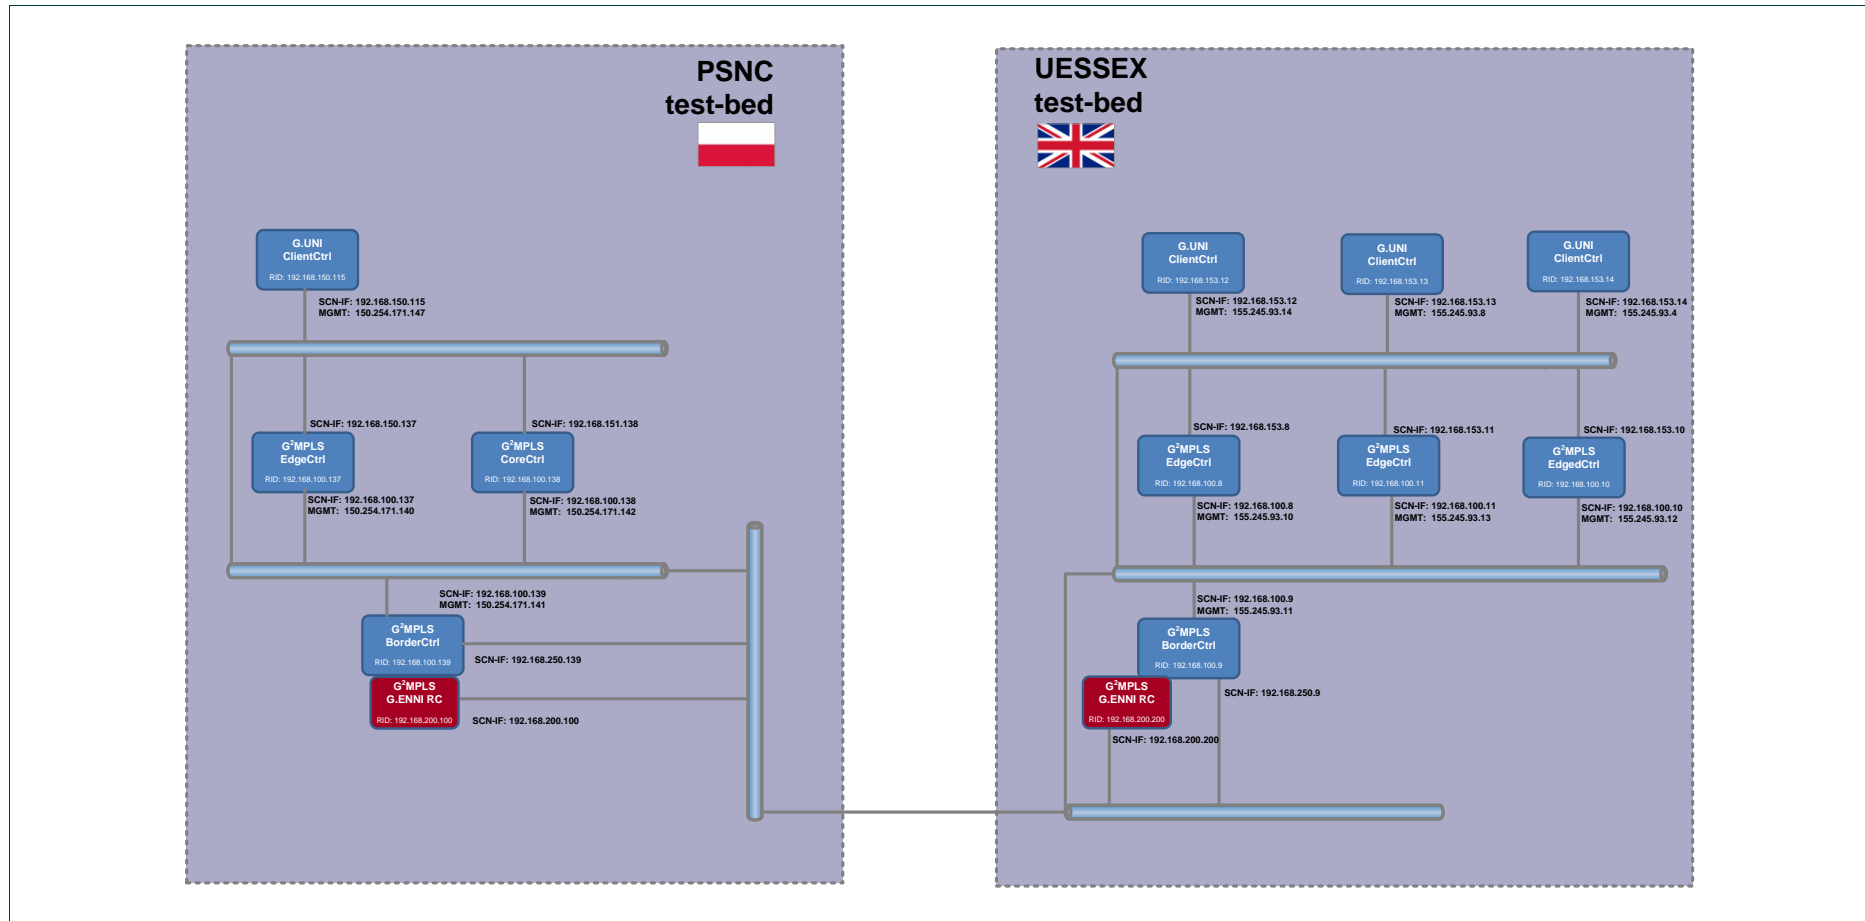 PSNC
test-bed
G.UNI
ClientCtrl
RID: 192.168.150.115
SCN-IF: 192.168.150.115
MGMT: 150.254.171.147
SCN-IF: 192.168.150.137
G²MPLS
EdgeCtrl
RID: 192.168.100.137
SCN-IF: 192.168.100.137
MGMT: 150.254.171.140
SCN-IF: 192.168.151.138
G²MPLS
CoreCtrl
RID: 192.168.100.138
SCN-IF: 192.168.100.138
MGMT: 150.254.171.142
SCN-IF: 192.168.100.139
MGMT: 150.254.171.141
G²MPLS
BorderCtrl
RID: 192.168.100.139
SCN-IF: 192.168.250.139
G²MPLS
G.ENNI RC
RID: 192.168.200.100
SCN-IF: 192.168.200.100
UESSEX
test-bed
G.UNI
ClientCtrl
RID: 192.168.153.12
SCN-IF: 192.168.153.12
MGMT: 155.245.93.14
G.UNI
ClientCtrl
RID: 192.168.153.13
SCN-IF: 192.168.153.13
MGMT: 155.245.93.8
G.UNI
ClientCtrl
RID: 192.168.153.14
SCN-IF: 192.168.153.14
MGMT: 155.245.93.4
SCN-IF: 192.168.153.8
G²MPLS
EdgeCtrl
RID: 192.168.100.8
SCN-IF: 192.168.100.8
MGMT: 155.245.93.10
SCN-IF: 192.168.153.11
G²MPLS
EdgeCtrl
RID: 192.168.100.11
SCN-IF: 192.168.100.11
MGMT: 155.245.93.13
SCN-IF: 192.168.153.10
G²MPLS
EdgedCtrl
RID: 192.168.100.10
SCN-IF: 192.168.100.10
MGMT: 155.245.93.12
SCN-IF: 192.168.100.9
MGMT: 155.245.93.11
G²MPLS
BorderCtrl
RID: 192.168.100.9
SCN-IF: 192.168.250.9
G²MPLS
G.ENNI RC
RID: 192.168.200.200
SCN-IF: 192.168.200.200